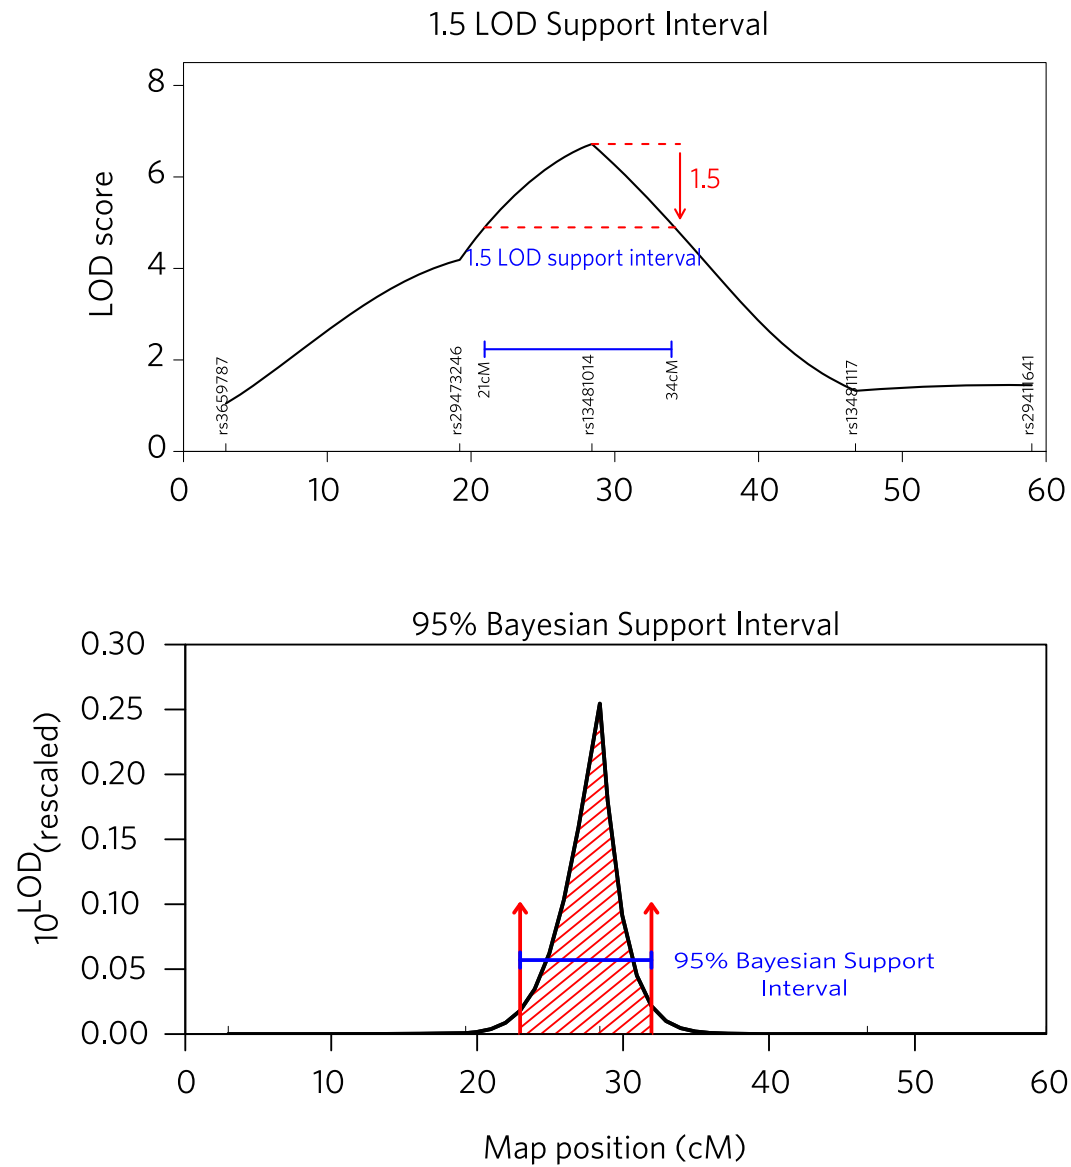 1.5 LOD Support Interval
8
6
4
2
0
LOD score
1.5
1.5 LOD support interval
rs3659787
rs29473246
21cM
rs13481014
34cM
rs13481117
rs29411641
0 10 20 30 40 50 60
95% Bayesian Support Interval
0.30
0.25
0.20
0.15
0.10
0.05
0.00
10LOD(rescaled)
95% Bayesian Support
Interval
0 10 20 30 40 50 60
Map position (cM)